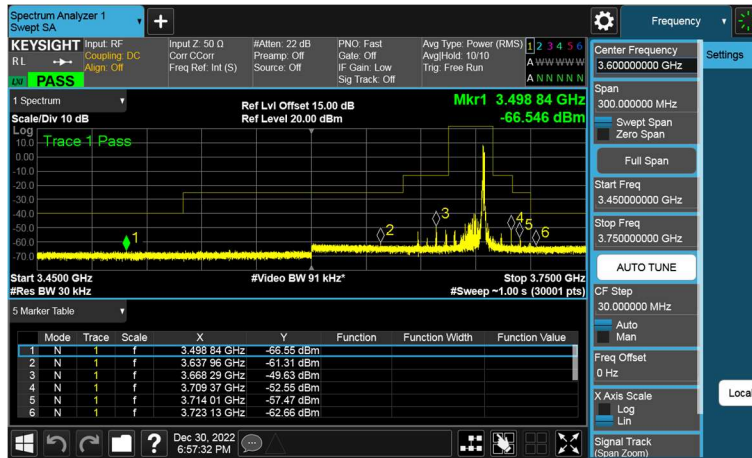 Spectrum Analyzer 1
Swept SA
Frequency
KEYSIGHT Input: RF Input Z: 50 Ω #Atten: 22 dB PNO: Fast Avg Type: Power (RMS) 1 2 3 4 5 6
RL Coupling: DC Corr CCorr Preamp: Off Gate: Off Avg|Hold: 10/10 A W W W W W
Align: Off Freq Ref: Int (S) Source: Off IF Gain: Low Trig: Free Run
LXI PASS Sig Track: Off A N N N N N
1 Spectrum
Ref Lvl Offset 15.00 dB Mkr1 3.498 84 GHz
Scale/Div 10 dB Ref Level 20.00 dBm -66.546 dBm
Log
Trace 1 Pass
10.0
0.00
-10.0
-20.0
-30.0
-40.0
-50.0
-60.0
-70.0
1
2
3
4
5
6
Start 3.4500 GHz #Video BW 91 kHz* Stop 3.7500 GHz
#Res BW 30 kHz #Sweep ~1.00 s (30001 pts)
5 Marker Table
Mode Trace Scale X Y Function Function Width Function Value
1 N 1 f 3.498 84 GHz -66.55 dBm
2 N 1 f 3.637 96 GHz -61.31 dBm
3 N 1 f 3.668 29 GHz -49.63 dBm
4 N 1 f 3.709 37 GHz -52.55 dBm
5 N 1 f 3.714 01 GHz -57.47 dBm
6 N 1 f 3.723 13 GHz -62.66 dBm
?
Dec 30, 2022
6:57:32 PM
Center Frequency
3.600000000 GHz
Settings
Span
300.000000 MHz
Swept Span
Zero Span
Full Span
Start Freq
3.450000000 GHz
Stop Freq
3.750000000 GHz
AUTO TUNE
CF Step
30.000000 MHz
Auto
Man
Freq Offset
0 Hz
X Axis Scale
Log
Lin
Local
Signal Track
(Span Zoom)